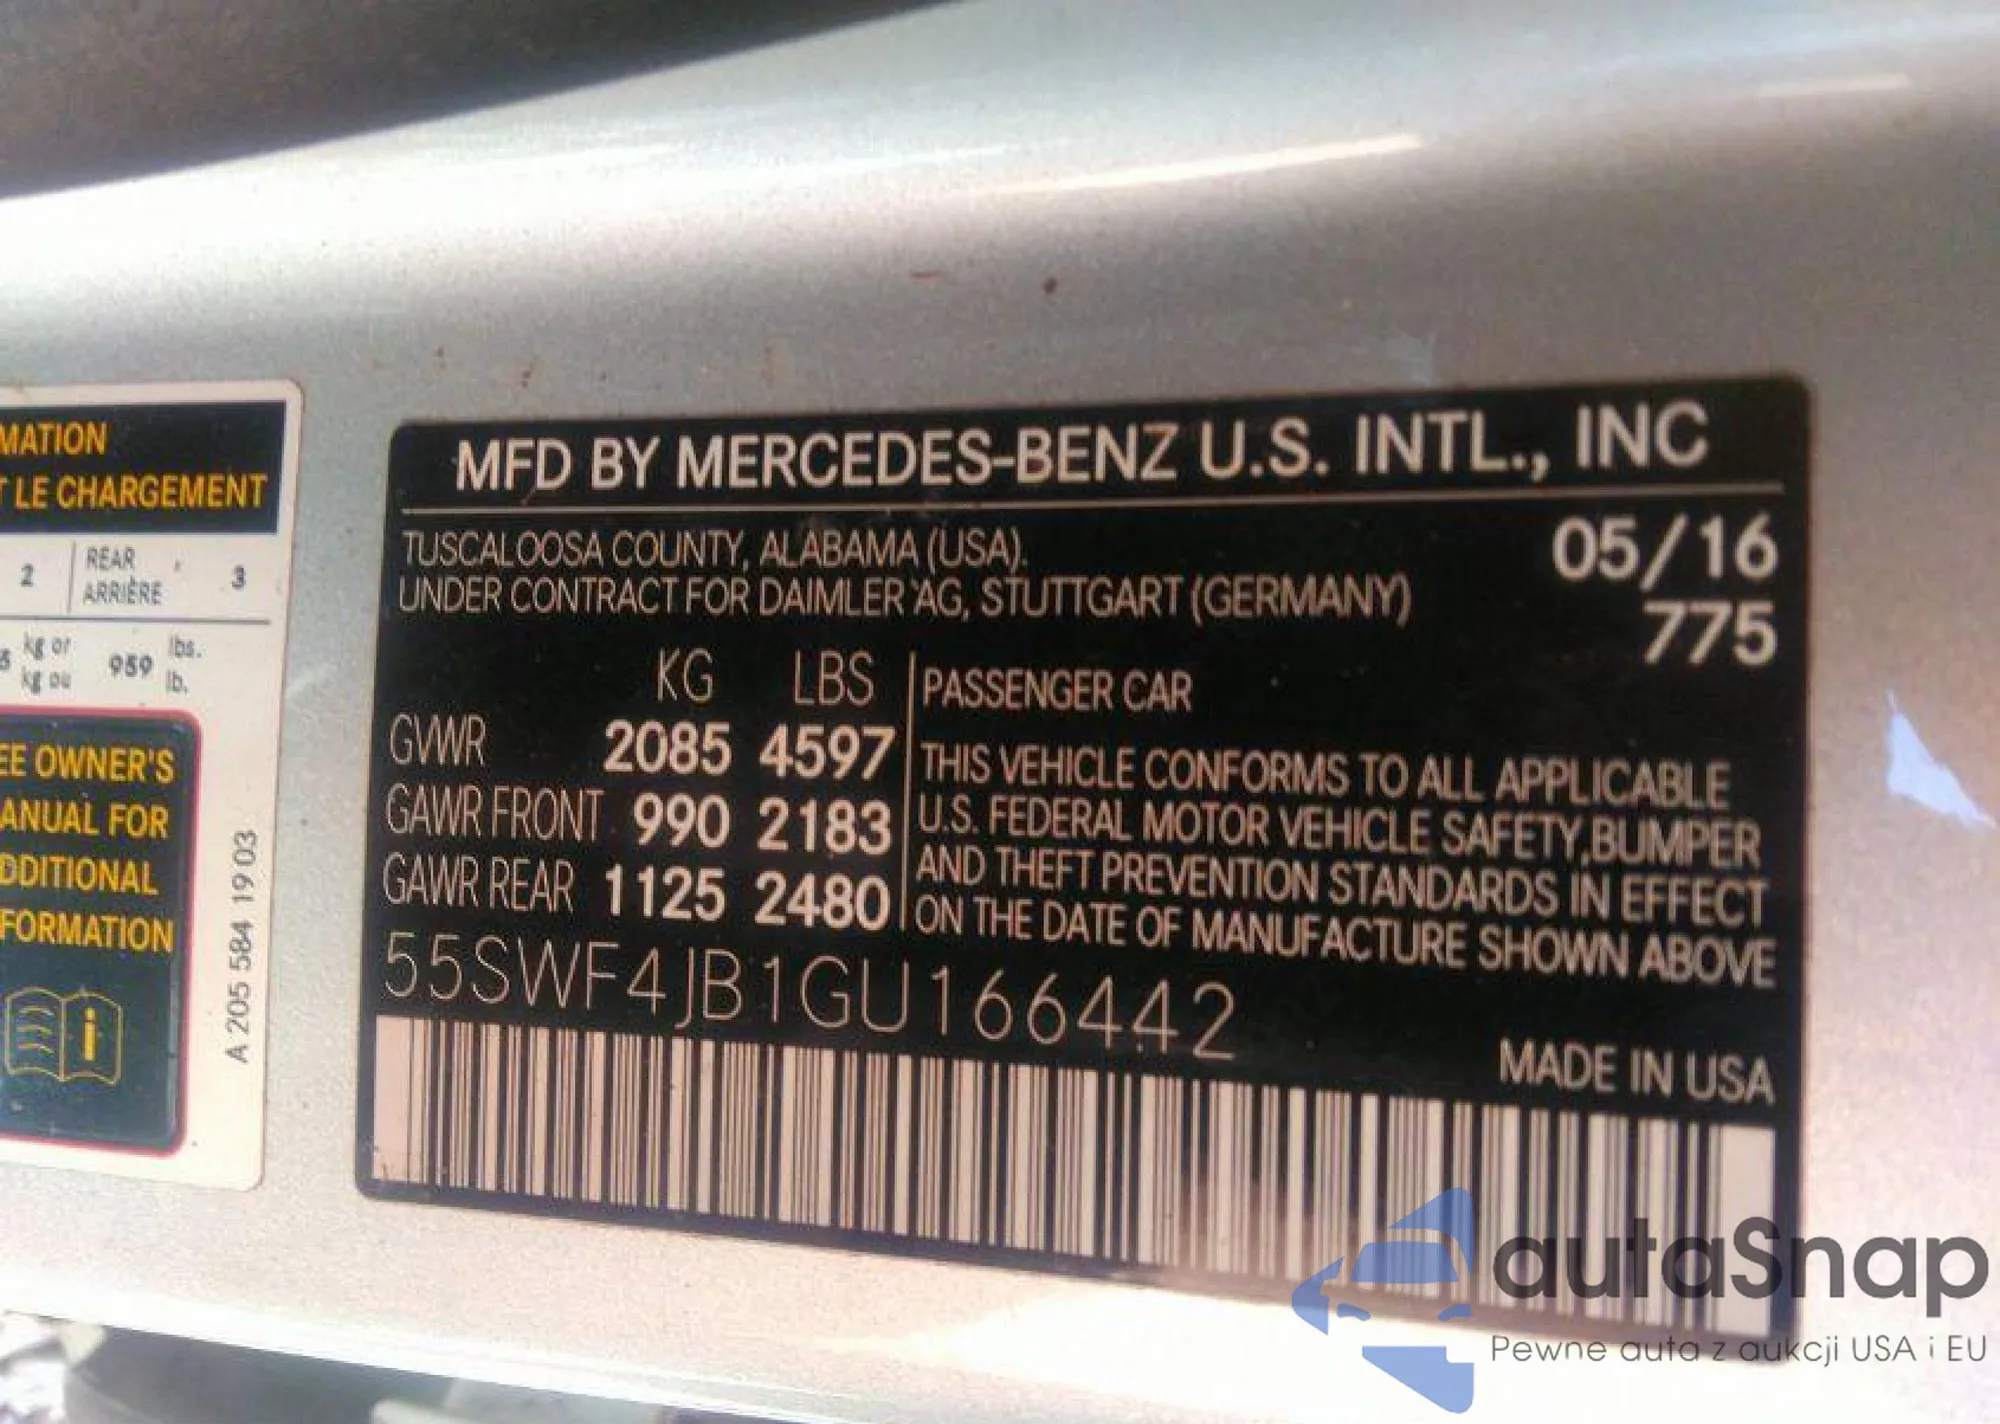 MATION
T LE CHARGEMENT
2 REAR ARRIÈRE 3
kg or kg ou 959 lbs. lb.
EE OWNER'S
ANUAL FOR
DDITIONAL
FORMATION
i
A 205 584 19 03
MFD BY MERCEDES-BENZ U.S. INTL., INC
TUSCALOOSA COUNTY, ALABAMA (USA).
UNDER CONTRACT FOR DAIMLER AG, STUTTGART (GERMANY)
05/16
775
KG LBS
GVWR 2085 4597
GAWR FRONT 990 2183
GAWR REAR 1125 2480
PASSENGER CAR
THIS VEHICLE CONFORMS TO ALL APPLICABLE
U.S. FEDERAL MOTOR VEHICLE SAFETY,BUMPER
AND THEFT PREVENTION STANDARDS IN EFFECT
ON THE DATE OF MANUFACTURE SHOWN ABOVE
55SWF4JB1GU166442
MADE IN USA
autaSnap
Pewne auta z aukcji USA i EU